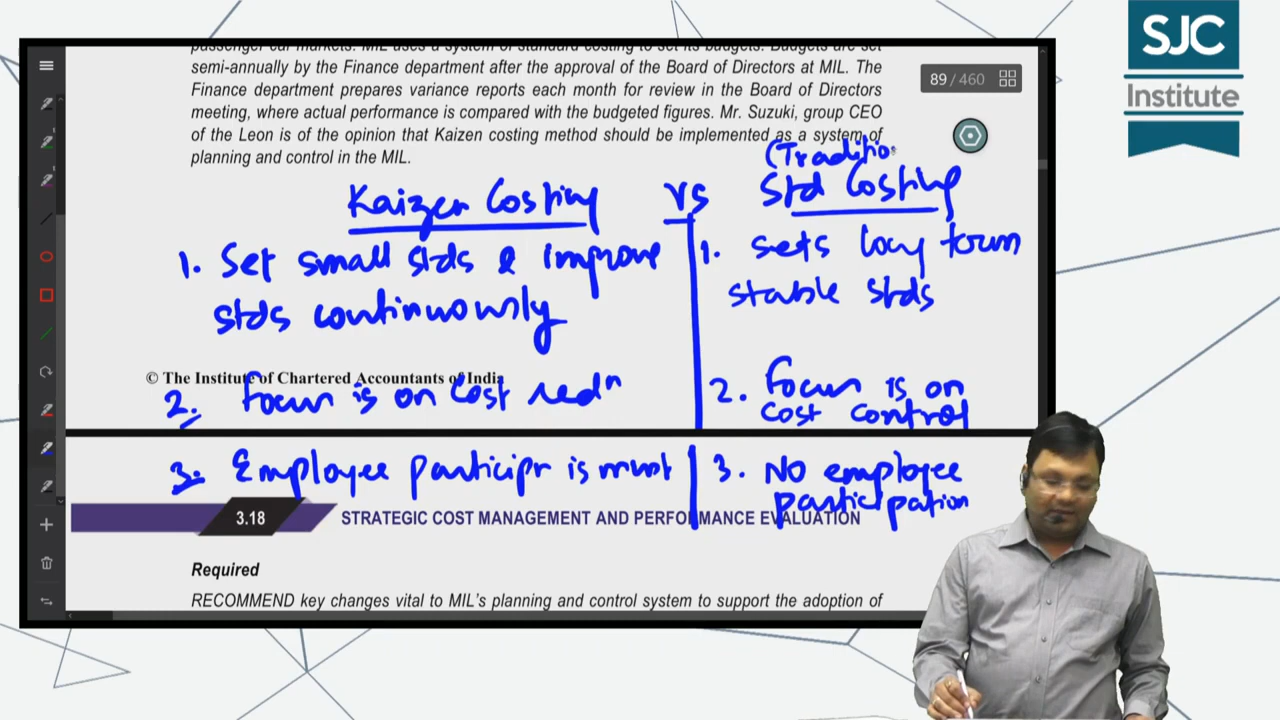 passenger car markets. MIL uses a system of standard costing to set its budgets. Budgets are set
semi-annually by the Finance department after the approval of the Board of Directors at MIL. The
Finance department prepares variance reports each month for review in the Board of Directors
meeting, where actual performance is compared with the budgeted figures. Mr. Suzuki, group CEO
of the Leon is of the opinion that Kaizen costing method should be implemented as a system of
planning and control in the MIL.
89 / 460
SJC
Institute
(Traditio
Kaizen Costing vs Std Costing
1. Set small stds & improve
stds continuously
1. sets long term
stable stds
© The Institute of Chartered Accountants of India
2. Focus is on cost redn
2. Focus is on
cost control
3. Employee participn is must
3. No employee
participation
3.18 STRATEGIC COST MANAGEMENT AND PERFORMANCE EVALUATION
Required
RECOMMEND key changes vital to MIL's planning and control system to support the adoption of